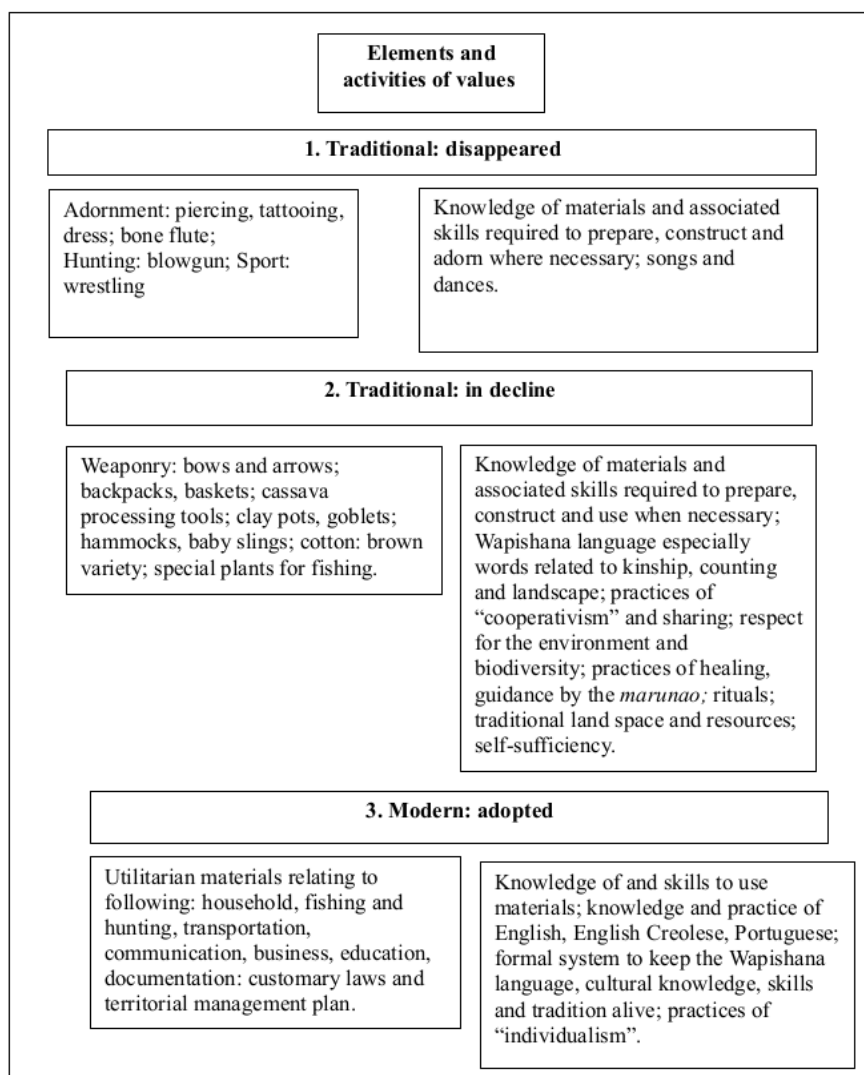 Elements and
activities of values
1. Traditional: disappeared
Adornment: piercing, tattooing,
dress; bone flute;
Hunting: blowgun; Sport:
wrestling
Knowledge of materials and associated
skills required to prepare, construct and
adorn where necessary; songs and
dances.
2. Traditional: in decline
Weaponry: bows and arrows;
backpacks, baskets; cassava
processing tools; clay pots, goblets;
hammocks, baby slings; cotton: brown
variety; special plants for fishing.
Knowledge of materials and
associated skills required to prepare,
construct and use when necessary;
Wapishana language especially
words related to kinship, counting
and landscape; practices of
“cooperativism” and sharing; respect
for the environment and
biodiversity; practices of healing,
guidance by the marunao; rituals;
traditional land space and resources;
self-sufficiency.
3. Modern: adopted
Utilitarian materials relating to
following: household, fishing and
hunting, transportation,
communication, business, education,
documentation: customary laws and
territorial management plan.
Knowledge of and skills to use
materials; knowledge and practice of
English, English Creolese, Portuguese;
formal system to keep the Wapishana
language, cultural knowledge, skills
and tradition alive; practices of
“individualism”.